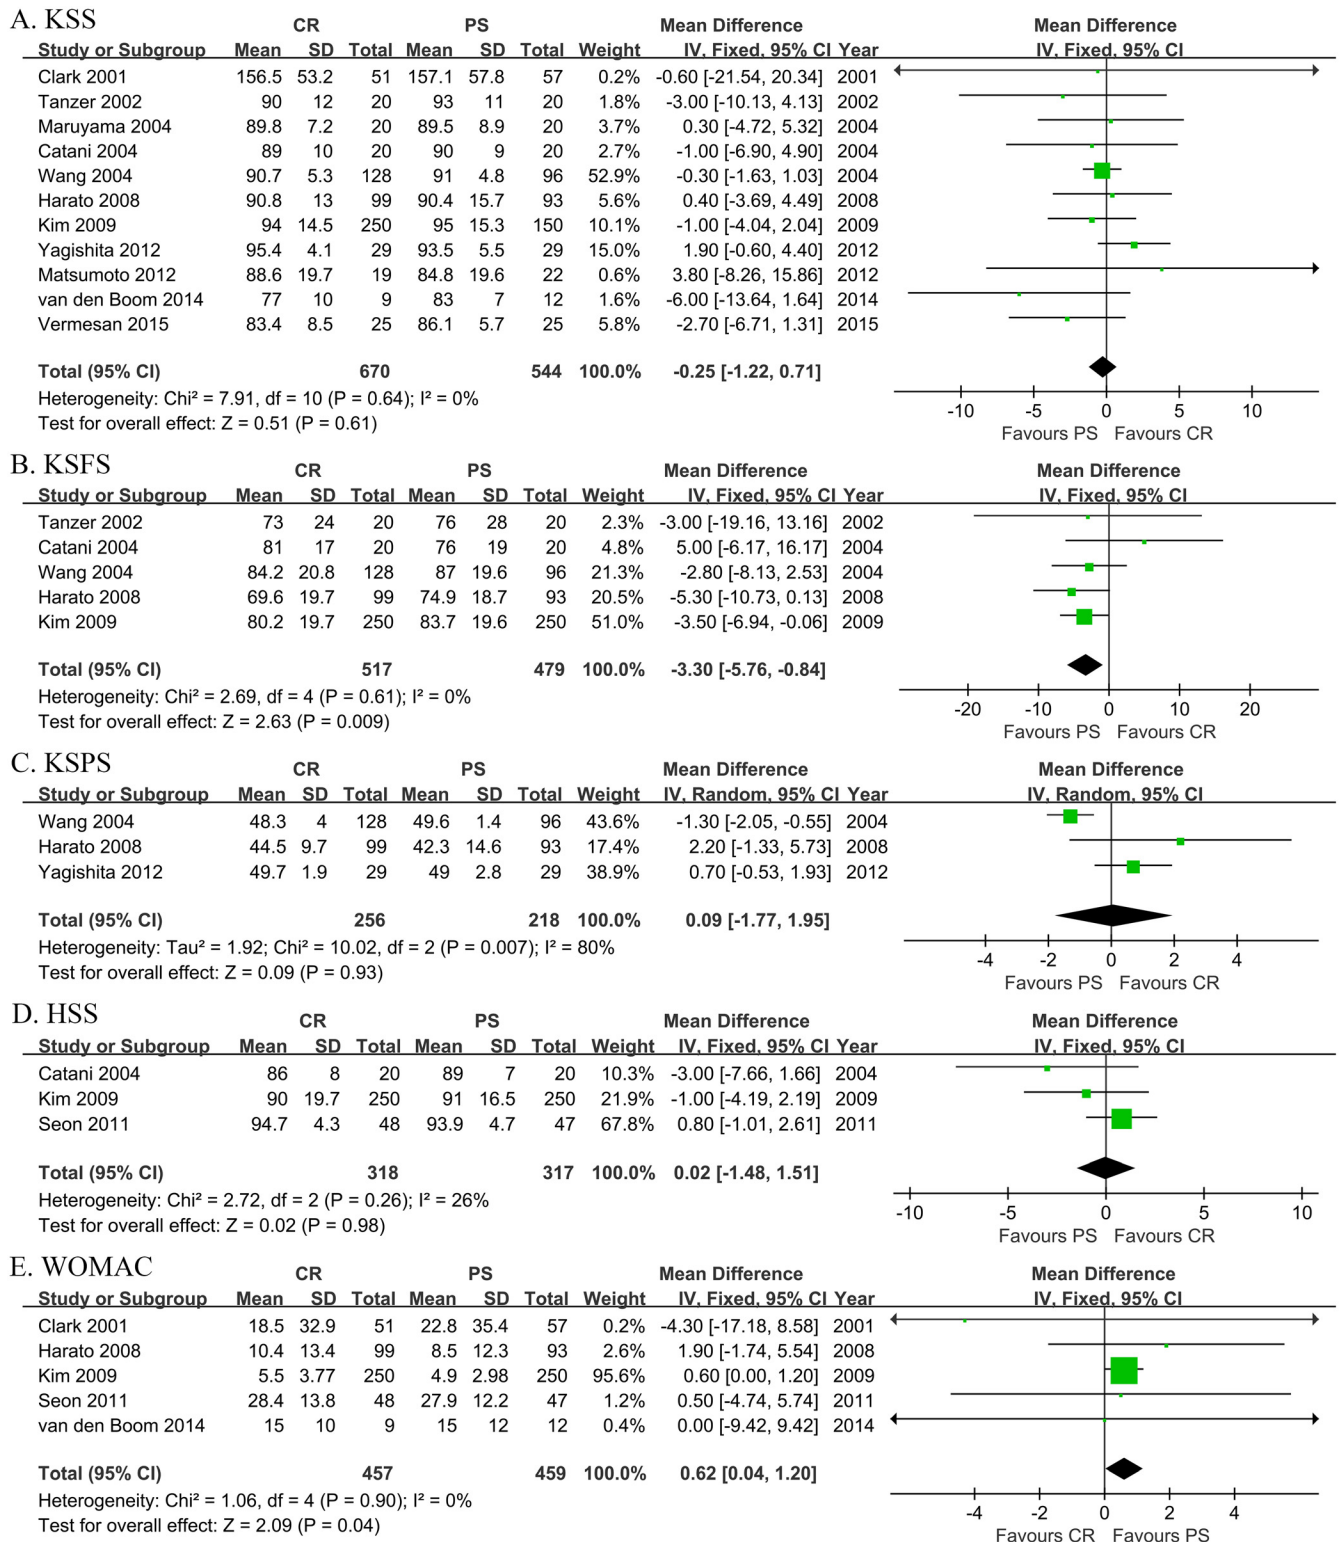 A. KSS
CR PS Mean Difference Mean Difference
Study or Subgroup Mean SD Total Mean SD Total Weight IV, Fixed, 95% CI Year IV, Fixed, 95% CI
Clark 2001 156.5 53.2 51 157.1 57.8 57 0.2% -0.60 [-21.54, 20.34] 2001
Tanzer 2002 90 12 20 93 11 20 1.8% -3.00 [-10.13, 4.13] 2002
Maruyama 2004 89.8 7.2 20 89.5 8.9 20 3.7% 0.30 [-4.72, 5.32] 2004
Catani 2004 89 10 20 90 9 20 2.7% -1.00 [-6.90, 4.90] 2004
Wang 2004 90.7 5.3 128 91 4.8 96 52.9% -0.30 [-1.63, 1.03] 2004
Harato 2008 90.8 13 99 90.4 15.7 93 5.6% 0.40 [-3.69, 4.49] 2008
Kim 2009 94 14.5 250 95 15.3 150 10.1% -1.00 [-4.04, 2.04] 2009
Yagishita 2012 95.4 4.1 29 93.5 5.5 29 15.0% 1.90 [-0.60, 4.40] 2012
Matsumoto 2012 88.6 19.7 19 84.8 19.6 22 0.6% 3.80 [-8.26, 15.86] 2012
van den Boom 2014 77 10 9 83 7 12 1.6% -6.00 [-13.64, 1.64] 2014
Vermesan 2015 83.4 8.5 25 86.1 5.7 25 5.8% -2.70 [-6.71, 1.31] 2015
Total (95% CI) 670 544 100.0% -0.25 [-1.22, 0.71]
Heterogeneity: Chi² = 7.91, df = 10 (P = 0.64); I² = 0%
Test for overall effect: Z = 0.51 (P = 0.61)
-10 -5 0 5 10
Favours PS Favours CR
B. KSFS
CR PS Mean Difference Mean Difference
Study or Subgroup Mean SD Total Mean SD Total Weight IV, Fixed, 95% CI Year IV, Fixed, 95% CI
Tanzer 2002 73 24 20 76 28 20 2.3% -3.00 [-19.16, 13.16] 2002
Catani 2004 81 17 20 76 19 20 4.8% 5.00 [-6.17, 16.17] 2004
Wang 2004 84.2 20.8 128 87 19.6 96 21.3% -2.80 [-8.13, 2.53] 2004
Harato 2008 69.6 19.7 99 74.9 18.7 93 20.5% -5.30 [-10.73, 0.13] 2008
Kim 2009 80.2 19.7 250 83.7 19.6 250 51.0% -3.50 [-6.94, -0.06] 2009
Total (95% CI) 517 479 100.0% -3.30 [-5.76, -0.84]
Heterogeneity: Chi² = 2.69, df = 4 (P = 0.61); I² = 0%
Test for overall effect: Z = 2.63 (P = 0.009)
-20 -10 0 10 20
Favours PS Favours CR
C. KSPS
CR PS Mean Difference Mean Difference
Study or Subgroup Mean SD Total Mean SD Total Weight IV, Random, 95% CI Year IV, Random, 95% CI
Wang 2004 48.3 4 128 49.6 1.4 96 43.6% -1.30 [-2.05, -0.55] 2004
Harato 2008 44.5 9.7 99 42.3 14.6 93 17.4% 2.20 [-1.33, 5.73] 2008
Yagishita 2012 49.7 1.9 29 49 2.8 29 38.9% 0.70 [-0.53, 1.93] 2012
Total (95% CI) 256 218 100.0% 0.09 [-1.77, 1.95]
Heterogeneity: Tau² = 1.92; Chi² = 10.02, df = 2 (P = 0.007); I² = 80%
Test for overall effect: Z = 0.09 (P = 0.93)
-4 -2 0 2 4
Favours PS Favours CR
D. HSS
CR PS Mean Difference Mean Difference
Study or Subgroup Mean SD Total Mean SD Total Weight IV, Fixed, 95% CI Year IV, Fixed, 95% CI
Catani 2004 86 8 20 89 7 20 10.3% -3.00 [-7.66, 1.66] 2004
Kim 2009 90 19.7 250 91 16.5 250 21.9% -1.00 [-4.19, 2.19] 2009
Seon 2011 94.7 4.3 48 93.9 4.7 47 67.8% 0.80 [-1.01, 2.61] 2011
Total (95% CI) 318 317 100.0% 0.02 [-1.48, 1.51]
Heterogeneity: Chi² = 2.72, df = 2 (P = 0.26); I² = 26%
Test for overall effect: Z = 0.02 (P = 0.98)
-10 -5 0 5 10
Favours PS Favours CR
E. WOMAC
CR PS Mean Difference Mean Difference
Study or Subgroup Mean SD Total Mean SD Total Weight IV, Fixed, 95% CI Year IV, Fixed, 95% CI
Clark 2001 18.5 32.9 51 22.8 35.4 57 0.2% -4.30 [-17.18, 8.58] 2001
Harato 2008 10.4 13.4 99 8.5 12.3 93 2.6% 1.90 [-1.74, 5.54] 2008
Kim 2009 5.5 3.77 250 4.9 2.98 250 95.6% 0.60 [0.00, 1.20] 2009
Seon 2011 28.4 13.8 48 27.9 12.2 47 1.2% 0.50 [-4.74, 5.74] 2011
van den Boom 2014 15 10 9 15 12 12 0.4% 0.00 [-9.42, 9.42] 2014
Total (95% CI) 457 459 100.0% 0.62 [0.04, 1.20]
Heterogeneity: Chi² = 1.06, df = 4 (P = 0.90); I² = 0%
Test for overall effect: Z = 2.09 (P = 0.04)
-4 -2 0 2 4
Favours CR Favours PS